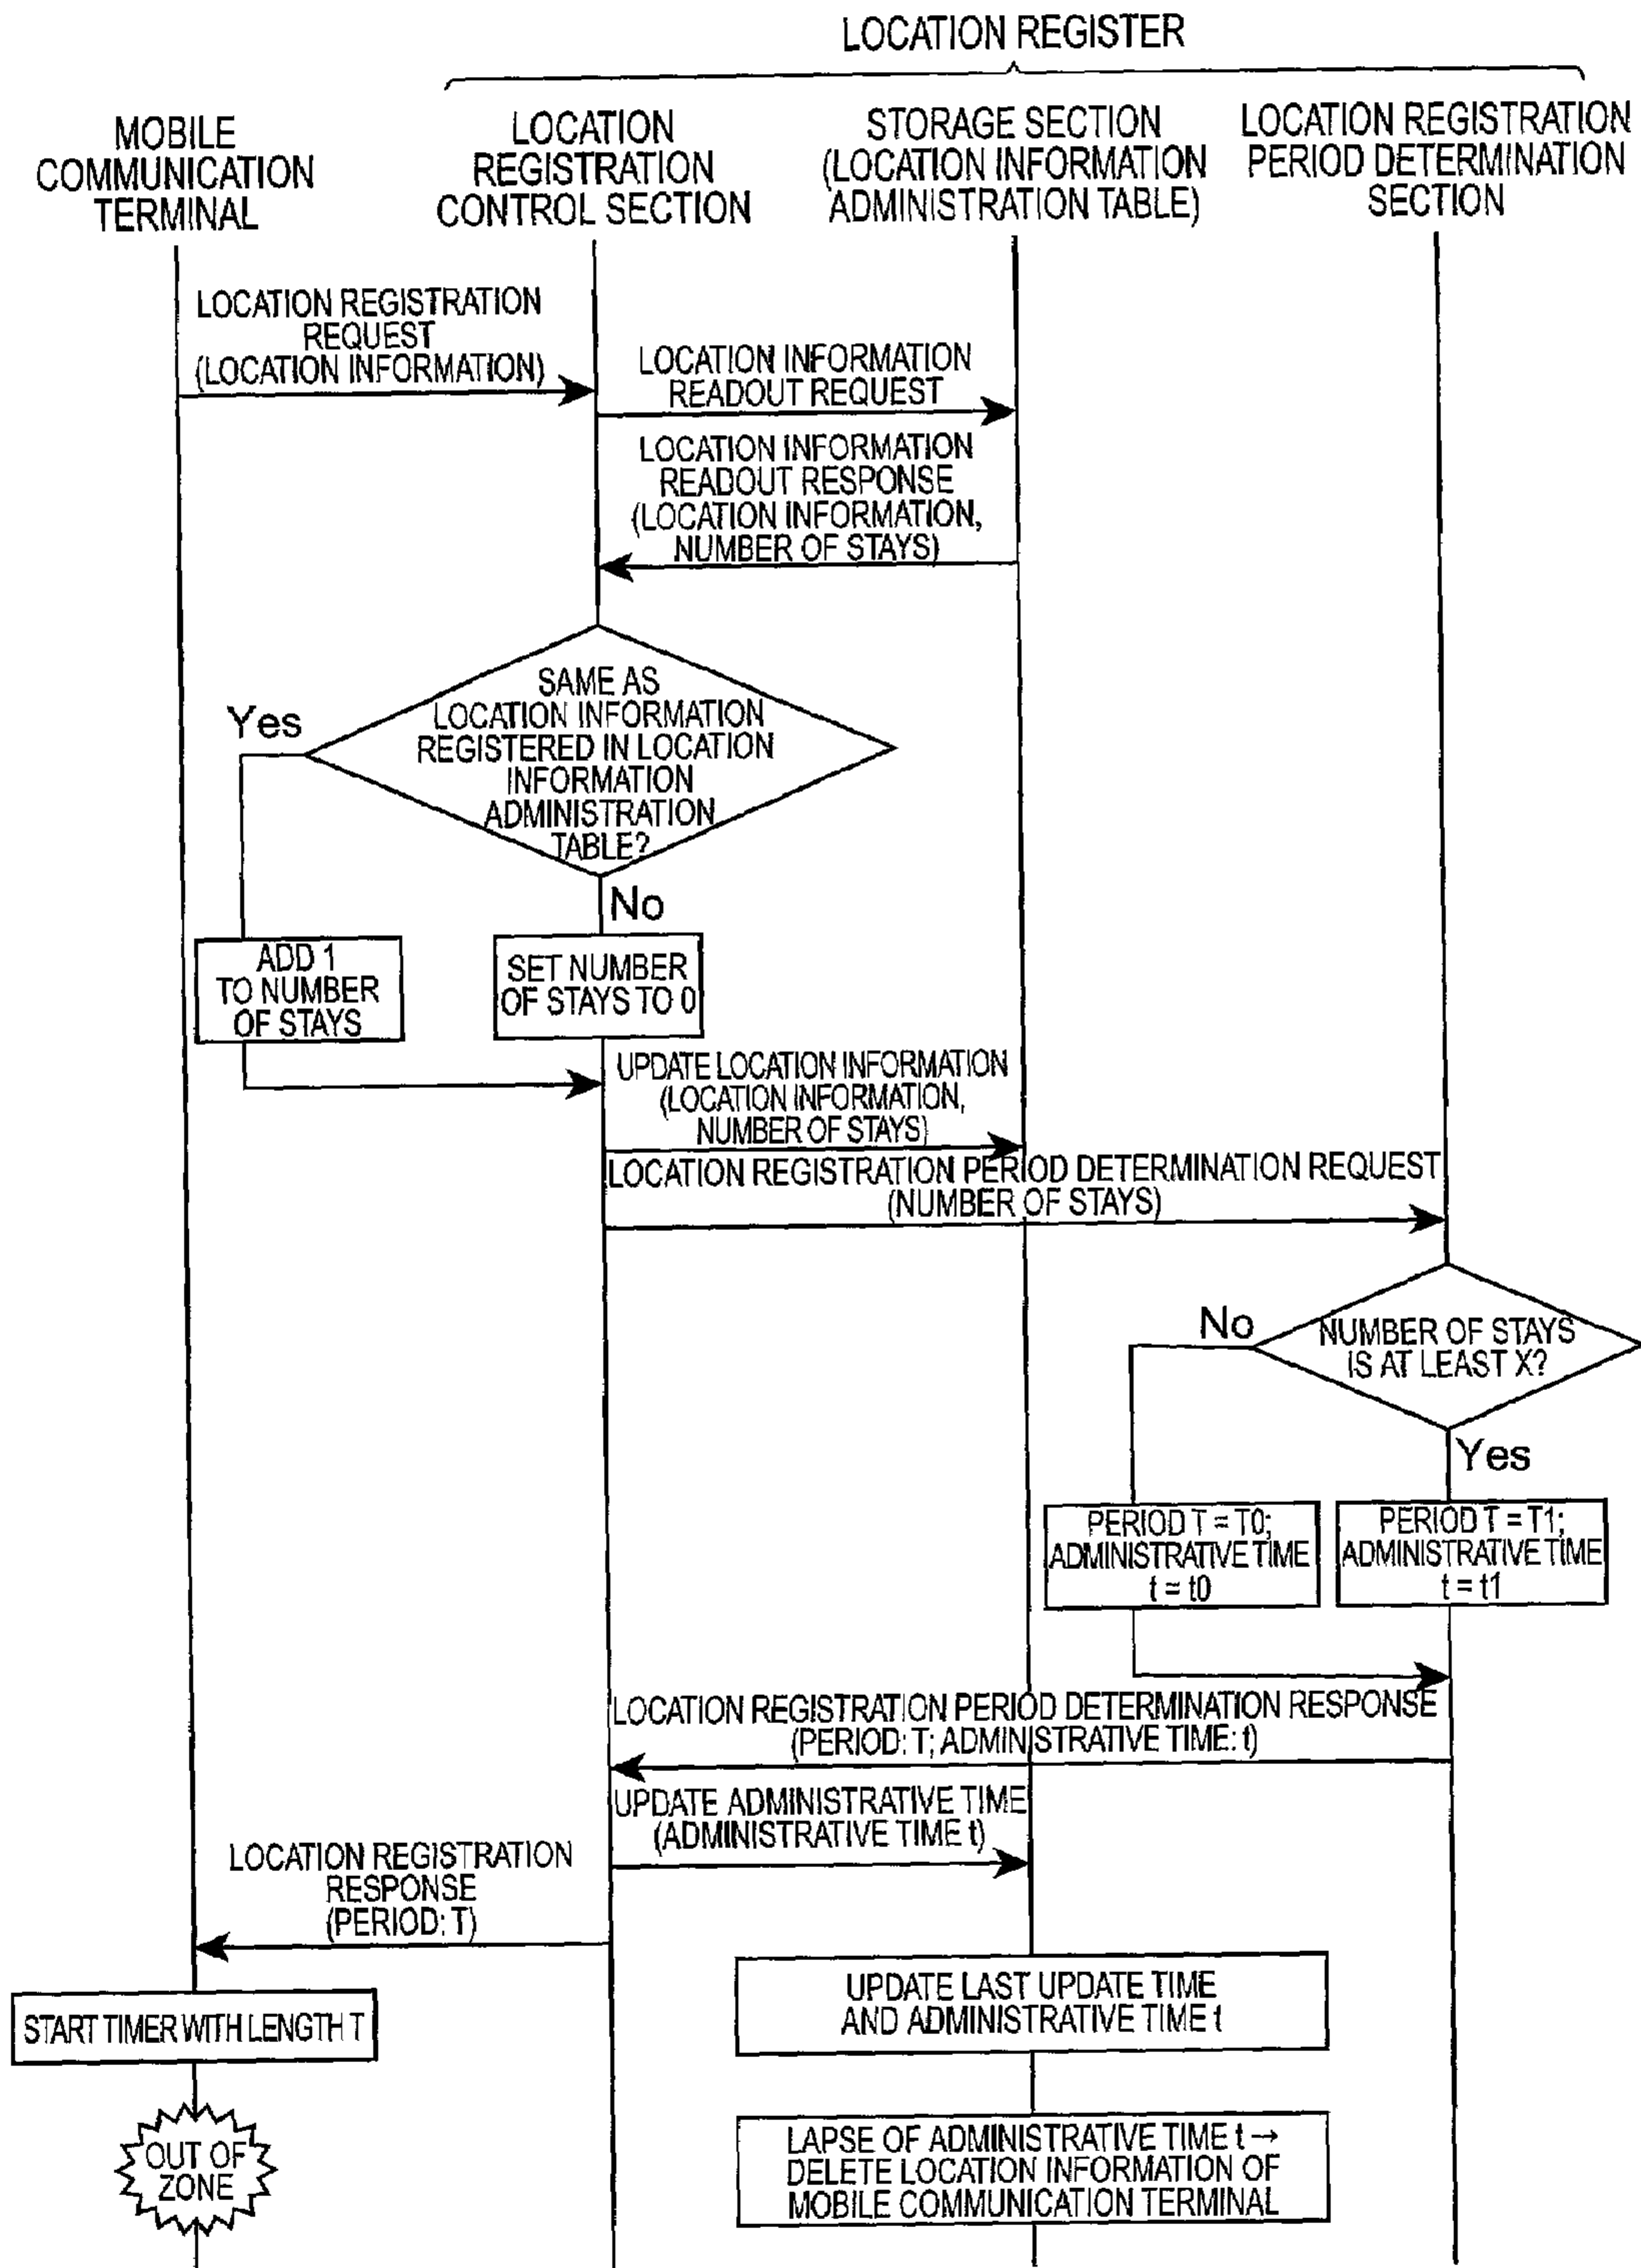 LOCATION REGISTER
MOBILE
COMMUNICATION
TERMINAL
LOCATION
REGISTRATION
CONTROL SECTION
STORAGE SECTION
(LOCATION INFORMATION
ADMINISTRATION TABLE)
LOCATION REGISTRATION
PERIOD DETERMINATION
SECTION
LOCATION REGISTRATION
REQUEST
(LOCATION INFORMATION)
LOCATION INFORMATION
READOUT REQUEST
LOCATION INFORMATION
READOUT RESPONSE
(LOCATION INFORMATION,
NUMBER OF STAYS)
SAME AS
LOCATION INFORMATION
REGISTERED IN LOCATION
INFORMATION
ADMINISTRATION
TABLE?
Yes
No
ADD 1
TO NUMBER
OF STAYS
SET NUMBER
OF STAYS TO 0
UPDATE LOCATION INFORMATION
(LOCATION INFORMATION,
NUMBER OF STAYS)
LOCATION REGISTRATION PERIOD DETERMINATION REQUEST
(NUMBER OF STAYS)
No
NUMBER OF STAYS
IS AT LEAST X?
Yes
PERIOD T = T0;
ADMINISTRATIVE TIME
t = t0
PERIOD T = T1;
ADMINISTRATIVE TIME
t = t1
LOCATION REGISTRATION PERIOD DETERMINATION RESPONSE
(PERIOD: T; ADMINISTRATIVE TIME: t)
UPDATE ADMINISTRATIVE TIME
(ADMINISTRATIVE TIME t)
LOCATION REGISTRATION
RESPONSE
(PERIOD: T)
START TIMER WITH LENGTH T
UPDATE LAST UPDATE TIME
AND ADMINISTRATIVE TIME t
OUT OF
ZONE
LAPSE OF ADMINISTRATIVE TIME t →
DELETE LOCATION INFORMATION OF
MOBILE COMMUNICATION TERMINAL